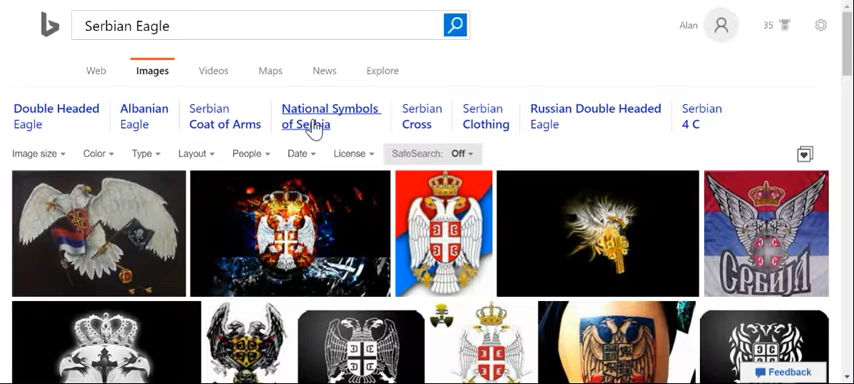 Serbian Eagle
Alan
35
Web Images Videos Maps News Explore
Double Headed Eagle
Albanian Eagle
Serbian Coat of Arms
National Symbols of Serbia
Serbian Cross
Serbian Clothing
Russian Double Headed Eagle
Serbian 4 C
Image size Color Type Layout People Date License SafeSearch: Off
СРБИЈА
Feedback